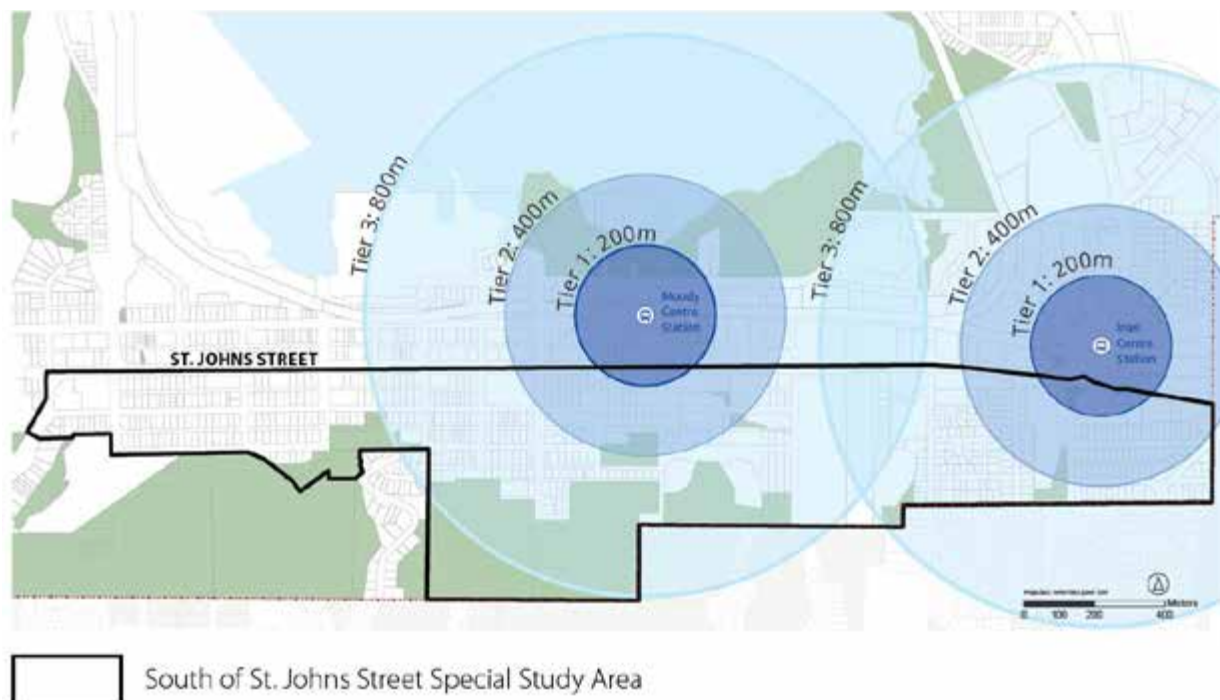 Tier 3: 800m
Tier 2: 400m
Tier 1: 200m
Moody
Centre
Station
Tier 3: 800m
Tier 2: 400m
Tier 1: 200m
Inlet
Centre
Station
ST. JOHNS STREET
0 100 200 400
Meters
South of St. Johns Street Special Study Area